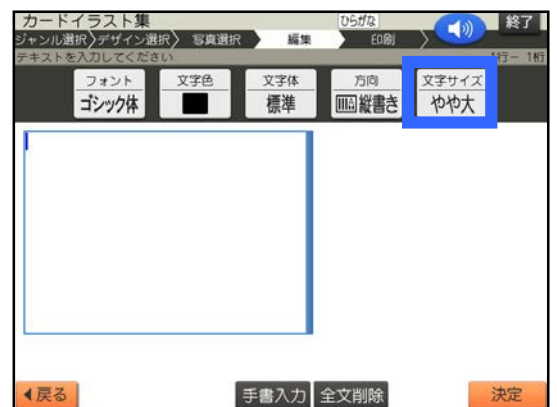 カードイラスト集 ひらがな 終了
ジャンル選択〉デザイン選択〉 写真選択 編集 印刷
テキストを入力してください 1行- 1桁
フォント 文字色 文字体 方向 文字サイズ
ゴシック体 標準 縦書き やや大
戻る 手書入力 全文削除 決定